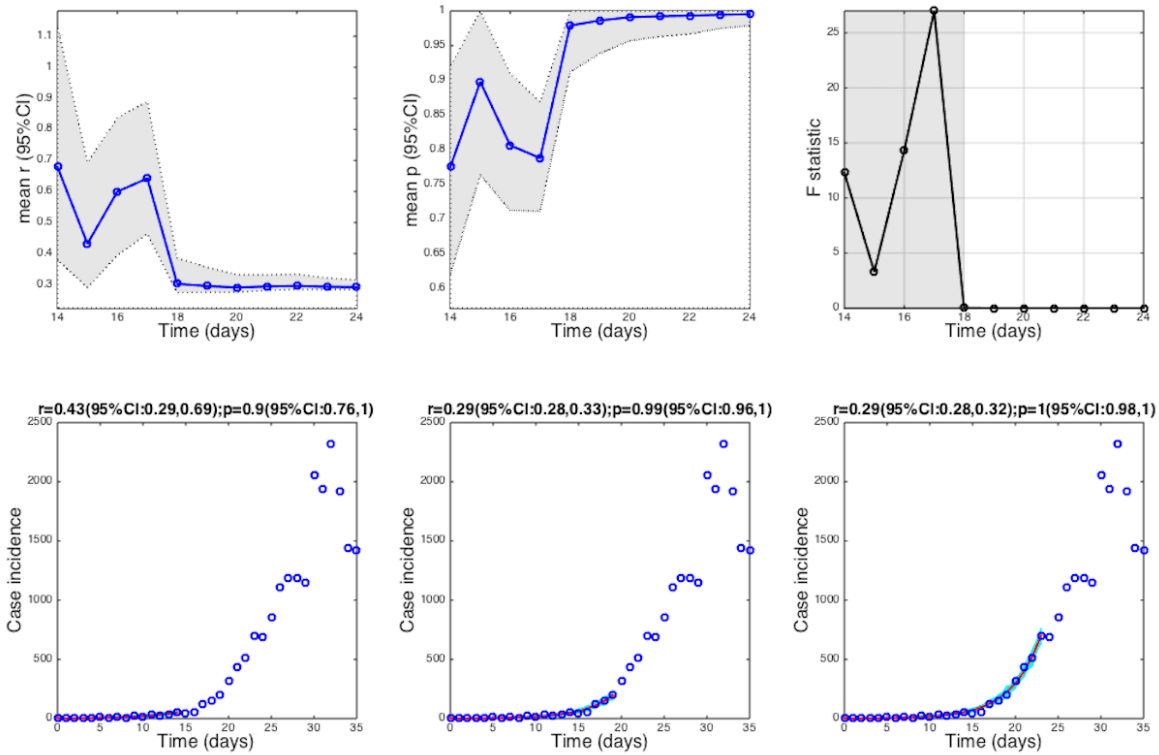 mean r (95%CI)
1.1
1
0.9
0.8
0.7
0.6
0.5
0.4
0.3
14 16 18 20 22 24
Time (days)
mean p (95%CI)
1
0.95
0.9
0.85
0.8
0.75
0.7
0.65
0.6
14 16 18 20 22 24
Time (days)
F statistic
25
20
15
10
5
0
14 16 18 20 22 24
Time (days)
r=0.43(95%CI:0.29,0.69);p=0.9(95%CI:0.76,1)
Case incidence
2500
2000
1500
1000
500
0
0 5 10 15 20 25 30 35
Time (days)
r=0.29(95%CI:0.28,0.33);p=0.99(95%CI:0.96,1)
Case incidence
2500
2000
1500
1000
500
0
0 5 10 15 20 25 30 35
Time (days)
r=0.29(95%CI:0.28,0.32);p=1(95%CI:0.98,1)
Case incidence
2500
2000
1500
1000
500
0
0 5 10 15 20 25 30 35
Time (days)